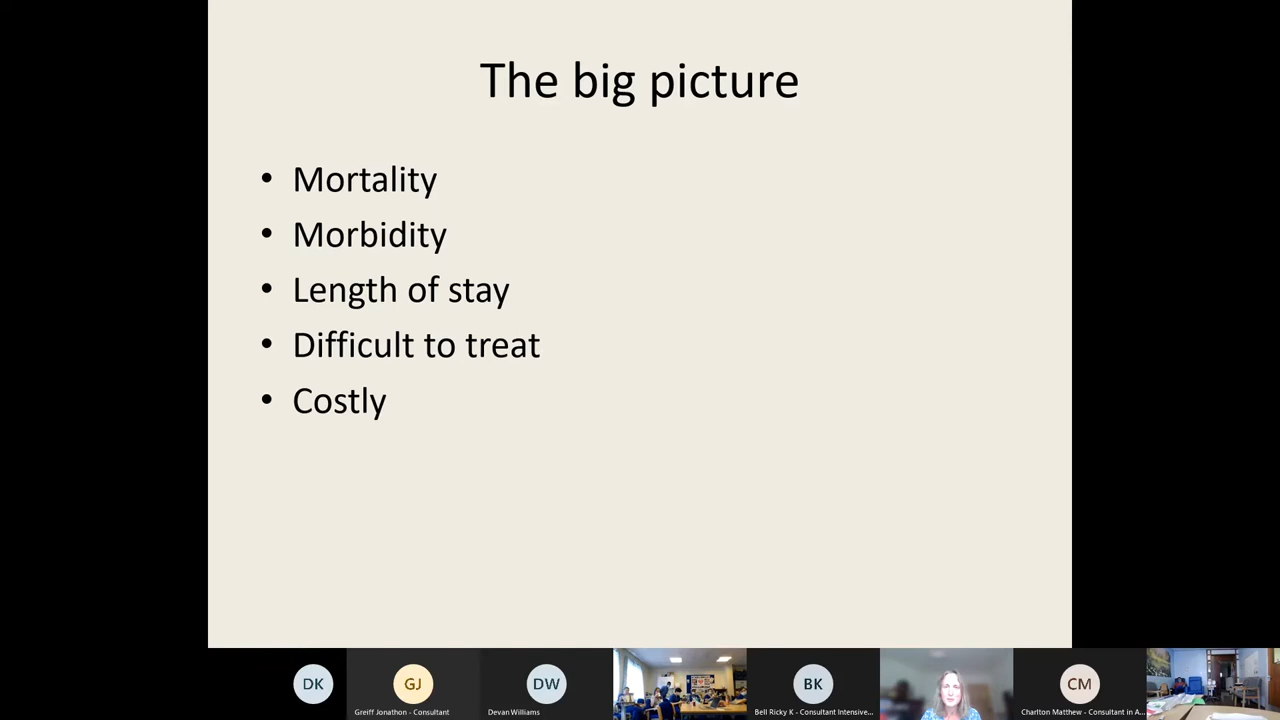 The big picture
• Mortality
• Morbidity
• Length of stay
• Difficult to treat
• Costly
DK
GJ
DW
BK
CM
Greiff Jonathon - Consultant
Devan Williams
Bell Ricky K - Consultant Intensive...
Charlton Matthew - Consultant in A...